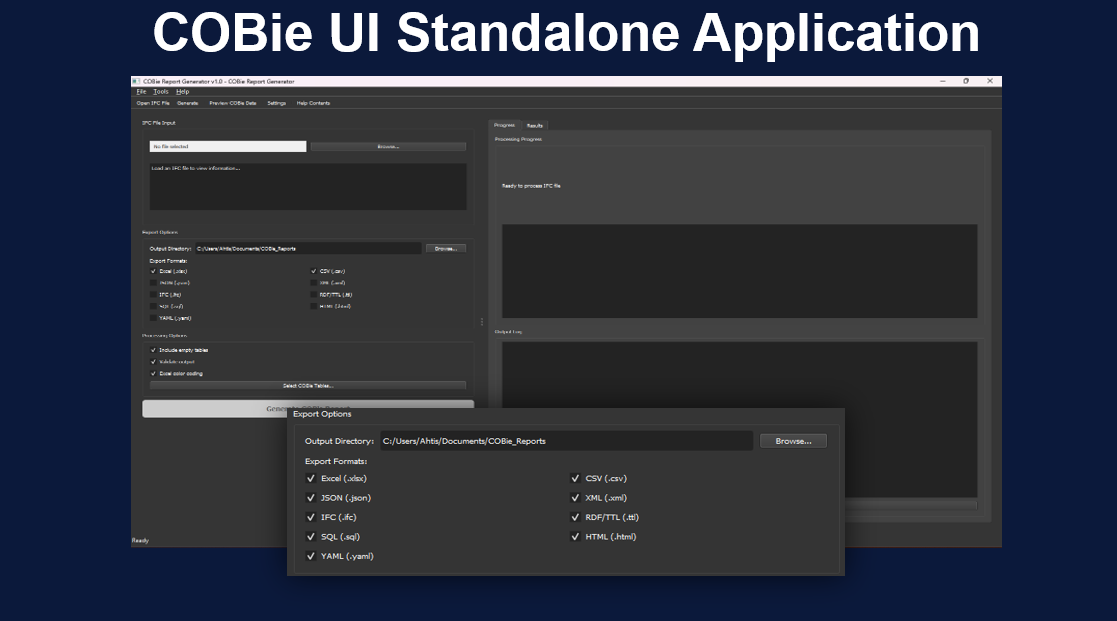 COBie UI Standalone Application
COBie Report Generator v1.0 - COBie Report Generator
File Tools Help
Open IFC File Generate Preview COBie Data Settings Help Contents
IFC File Input
No file selected Browse...
Load an IFC file to view information...
Export Options
Output Directory: C:/Users/Ahtis/Documents/COBie_Reports Browse...
Export Formats:
Excel (.xlsx) CSV (.csv)
JSON (.json) XML (.xml)
IFC (.ifc) RDF/TTL (.ttl)
SQL (.sql) HTML (.html)
YAML (.yaml)
Processing Options
Include empty tables
Validate output
Excel color coding
Select COBie Tables...
Progress Results
Processing Progress
Ready to process IFC file
Output Log
Export Options
Output Directory: C:/Users/Ahtis/Documents/COBie_Reports Browse...
Export Formats:
Excel (.xlsx) CSV (.csv)
JSON (.json) XML (.xml)
IFC (.ifc) RDF/TTL (.ttl)
SQL (.sql) HTML (.html)
YAML (.yaml)
Ready